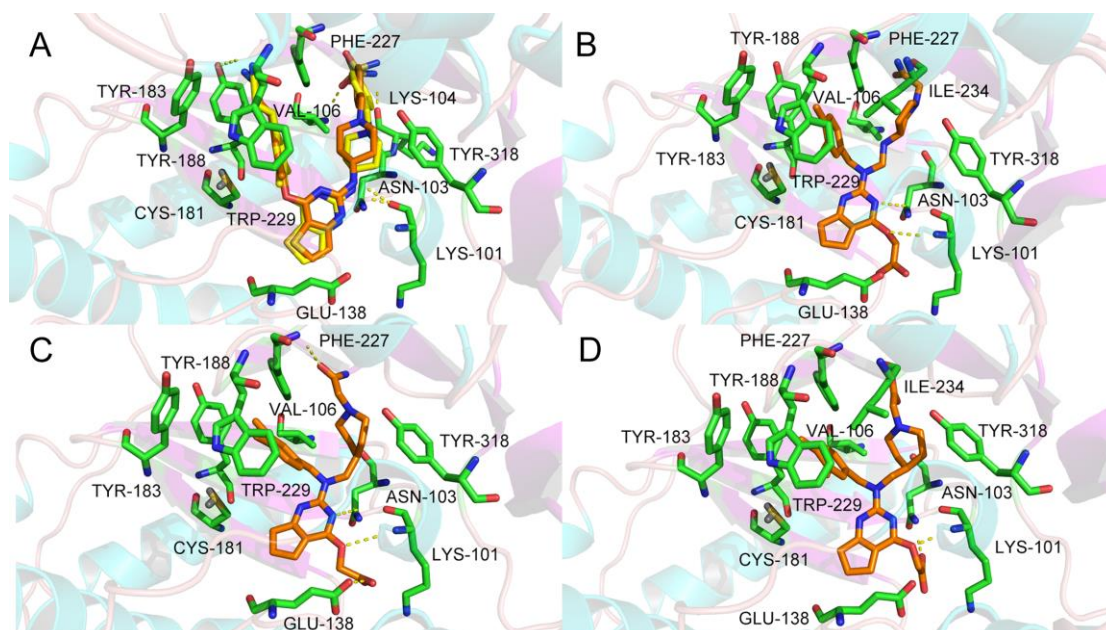 A
PHE-227
TYR-183
VAL-106
LYS-104
TYR-188
TYR-318
ASN-103
CYS-181
TRP-229
LYS-101
GLU-138
B
TYR-188
PHE-227
VAL-106
ILE-234
TYR-183
TYR-318
TRP-229
CYS-181
ASN-103
LYS-101
GLU-138
C
PHE-227
TYR-188
VAL-106
TYR-318
TYR-183
TRP-229
ASN-103
CYS-181
LYS-101
GLU-138
D
PHE-227
TYR-188
ILE-234
VAL-106
TYR-318
TYR-183
TRP-229
ASN-103
CYS-181
LYS-101
GLU-138